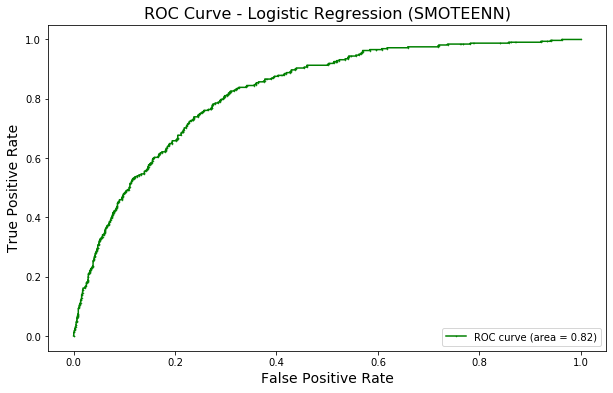 ROC Curve - Logistic Regression (SMOTEENN)
1.0
0.8
0.6
0.4
0.2
0.0
True Positive Rate
ROC curve (area = 0.82)
0.0 0.2 0.4 0.6 0.8 1.0
False Positive Rate